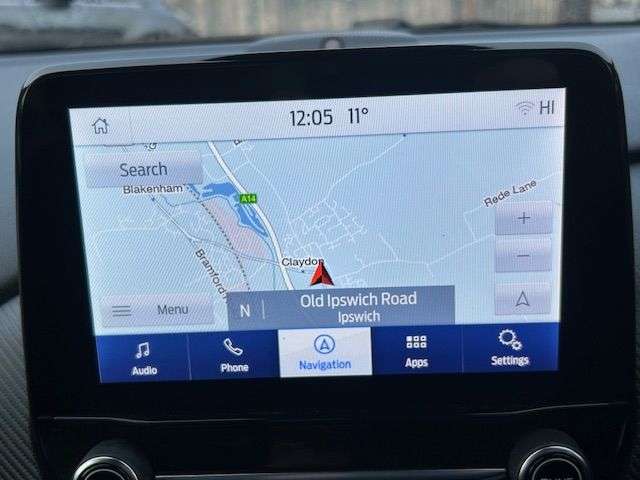 12:05 11° HI
Search
Blakenham
A14
Rede Lane
Bramford
Claydon
Menu
N
Old Ipswich Road
Ipswich
Audio
Phone
Navigation
Apps
Settings